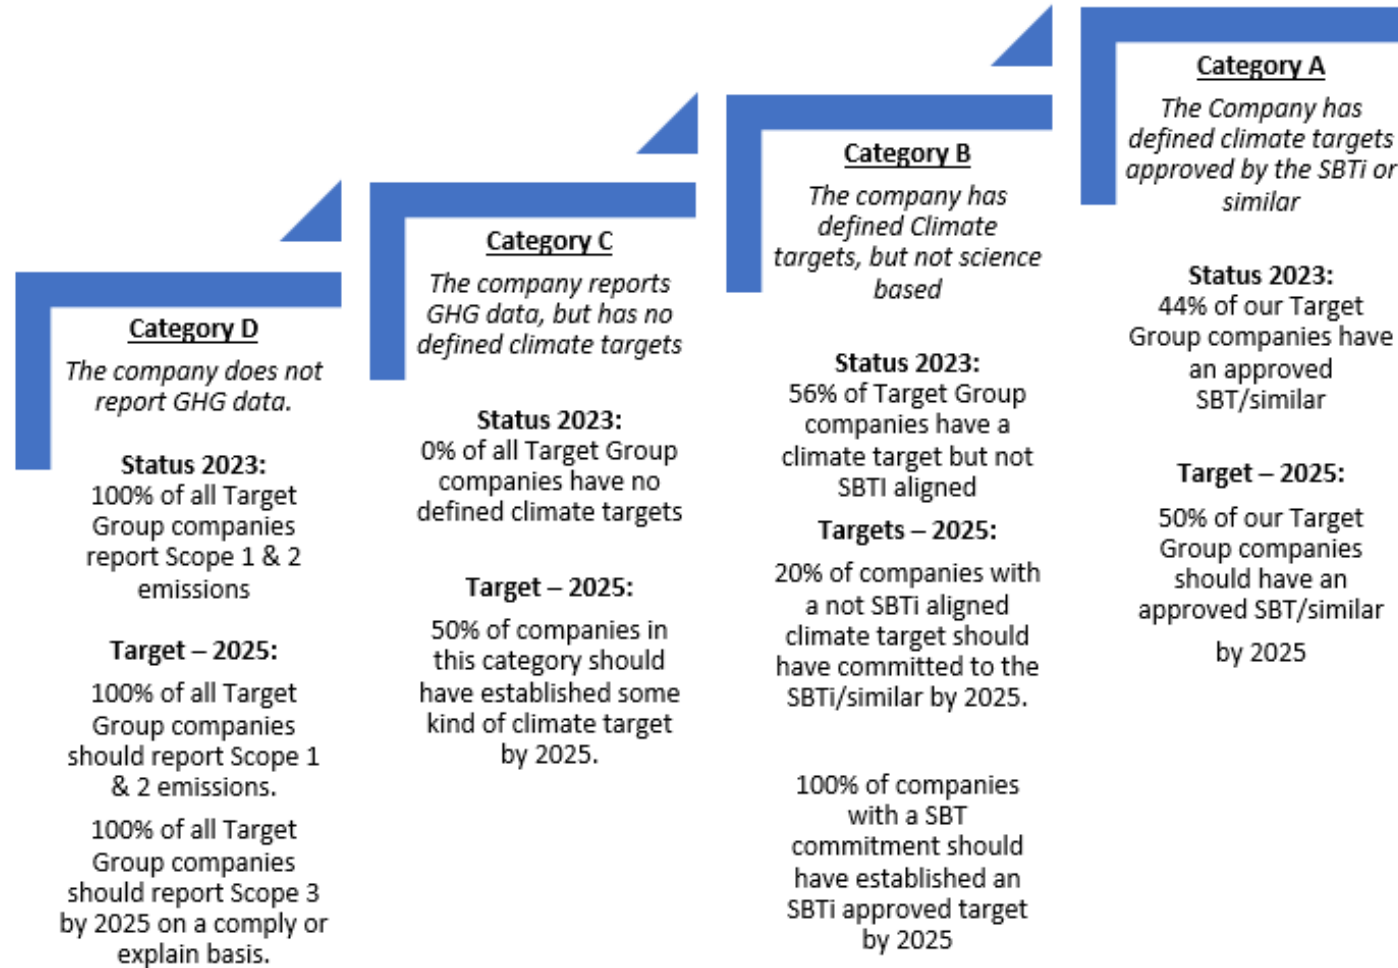 Category A
The Company has
defined climate targets
approved by the SBTi or
similar
Status 2023:
44% of our Target
Group companies have
an approved
SBT/similar
Target – 2025:
50% of our Target
Group companies
should have an
approved SBT/similar
by 2025
Category B
The company has
defined Climate
targets, but not science
based
Status 2023:
56% of Target Group
companies have a
climate target but not
SBTI aligned
Targets – 2025:
20% of companies with
a not SBTi aligned
climate target should
have committed to the
SBTi/similar by 2025.
100% of companies
with a SBT
commitment should
have established an
SBTi approved target
by 2025
Category C
The company reports
GHG data, but has no
defined climate targets
Status 2023:
0% of all Target Group
companies have no
defined climate targets
Target – 2025:
50% of companies in
this category should
have established some
kind of climate target
by 2025.
Category D
The company does not
report GHG data.
Status 2023:
100% of all Target
Group companies
report Scope 1 & 2
emissions
Target – 2025:
100% of all Target
Group companies
should report Scope 1
& 2 emissions.
100% of all Target
Group companies
should report Scope 3
by 2025 on a comply or
explain basis.